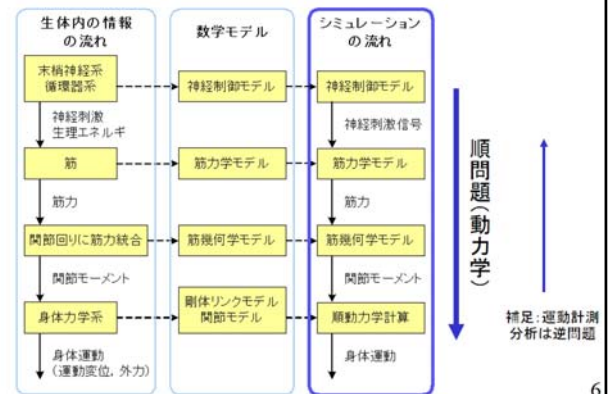 生体内の情報
の流れ
末梢神経系
循環器系
神経刺激
生理エネルギ
筋
筋力
関節回りに筋力統合
関節モーメント
身体力学系
身体運動
(運動変位, 外力)
数学モデル
神経制御モデル
筋力学モデル
筋幾何学モデル
剛体リンクモデル
関節モデル
シミュレーション
の流れ
神経制御モデル
神経刺激信号
筋力学モデル
筋力
筋幾何学モデル
関節モーメント
順動力学計算
身体運動
順問題(動力学)
補足:運動計測
分析は逆問題
6